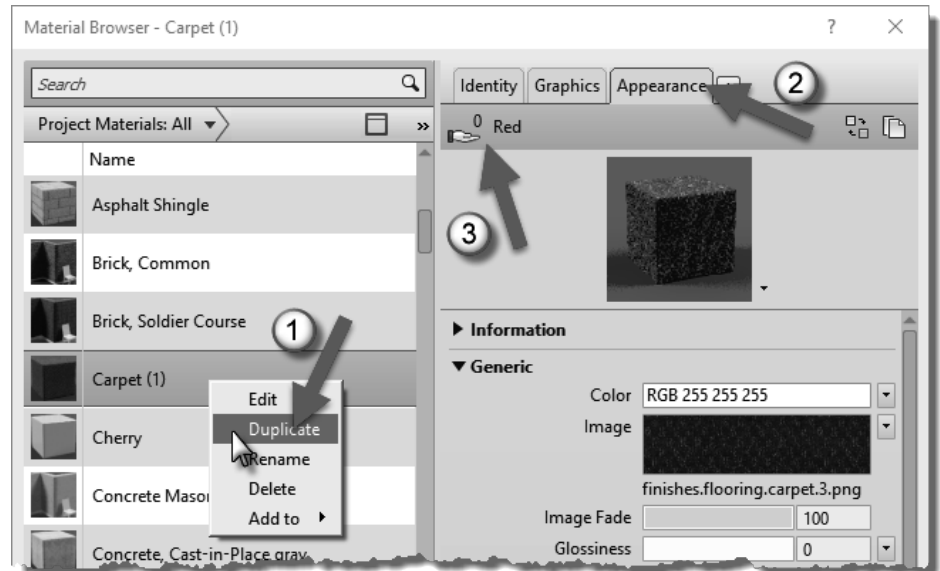 Material Browser - Carpet (1)
?
Search
Project Materials: All
»
Name
Asphalt Shingle
Brick, Common
Brick, Soldier Course
1
Carpet (1)
Edit
Duplicate
Rename
Delete
Add to
Cherry
Concrete Mason
Concrete, Cast-in-Place gray
Identity Graphics Appearance
2
0 Red
3
Information
Generic
Color RGB 255 255 255
Image
finishes.flooring.carpet.3.png
Image Fade 100
Glossiness 0